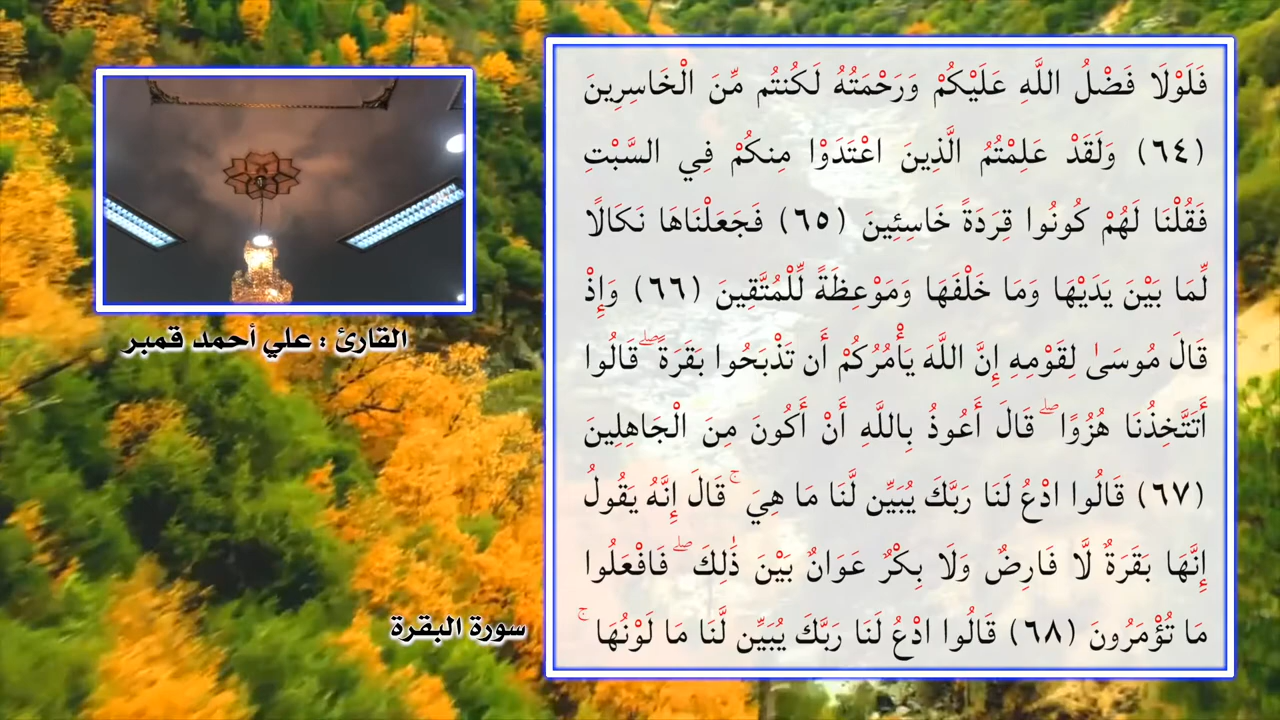 فَلَوْلَا فَضْلُ اللَّهِ عَلَيْكُمْ وَرَحْمَتُهُ لَكُنتُم مِّنَ الْخَاسِرِينَ
(٦٤) وَلَقَدْ عَلِمْتُمُ الَّذِينَ اعْتَدَوْا مِنكُمْ فِي السَّبْتِ
فَقُلْنَا لَهُمْ كُونُوا قِرَدَةً خَاسِئِينَ (٦٥) فَجَعَلْنَاهَا نَكَالًا
لِّمَا بَيْنَ يَدَيْهَا وَمَا خَلْفَهَا وَمَوْعِظَةً لِّلْمُتَّقِينَ (٦٦) وَإِذْ
قَالَ مُوسَىٰ لِقَوْمِهِ إِنَّ اللَّهَ يَأْمُرُكُمْ أَن تَذْبَحُوا بَقَرَةً ۖ قَالُوا
أَتَتَّخِذُنَا هُزُوًا ۖ قَالَ أَعُوذُ بِاللَّهِ أَنْ أَكُونَ مِنَ الْجَاهِلِينَ
(٦٧) قَالُوا ادْعُ لَنَا رَبَّكَ يُبَيِّن لَّنَا مَا هِيَ ۚ قَالَ إِنَّهُ يَقُولُ
إِنَّهَا بَقَرَةٌ لَّا فَارِضٌ وَلَا بِكْرٌ عَوَانٌ بَيْنَ ذَٰلِكَ ۖ فَافْعَلُوا
مَا تُؤْمَرُونَ (٦٨) قَالُوا ادْعُ لَنَا رَبَّكَ يُبَيِّن لَّنَا مَا لَوْنُهَا ۚ
القارئ : علي أحمد قمبر
سورة البقرة